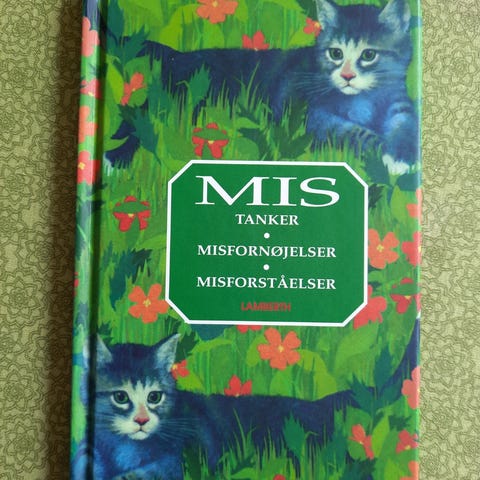 MIS
TANKER
•
MISFORNØJELSER
•
MISFORSTÅELSER
LAMBERTH